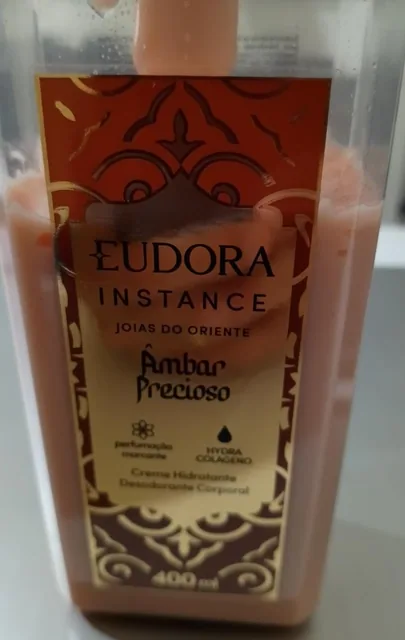 EUDORA
INSTANCE
JOIAS DO ORIENTE
Âmbar
Precioso
perfumação
marcante
HYDRA
COLÁGENO
Creme Hidratante
Desodorante Corporal
400 ml